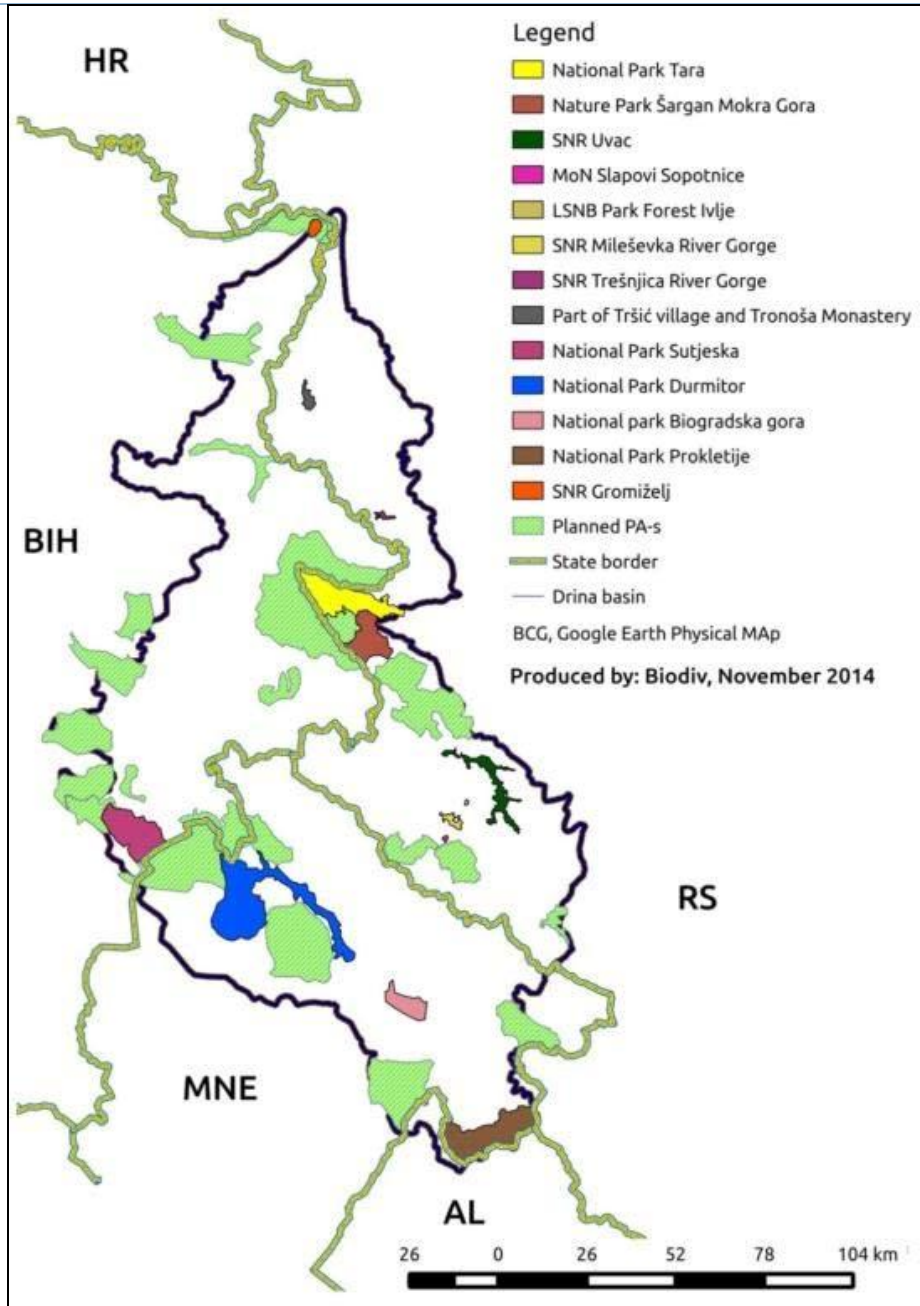 HR
Legend
National Park Tara
Nature Park Šargan Mokra Gora
SNR Uvac
MoN Slapovi Sopotnice
LSNB Park Forest Ivlje
SNR Mileševka River Gorge
SNR Trešnjica River Gorge
Part of Tršić village and Tronoša Monastery
National Park Sutjeska
National Park Durmitor
National park Biogradska gora
National Park Prokletije
SNR Gromiželj
Planned PA-s
State border
Drina basin
BCG, Google Earth Physical MAp
Produced by: Biodiv, November 2014
BIH
RS
MNE
AL
26 0 26 52 78 104 km